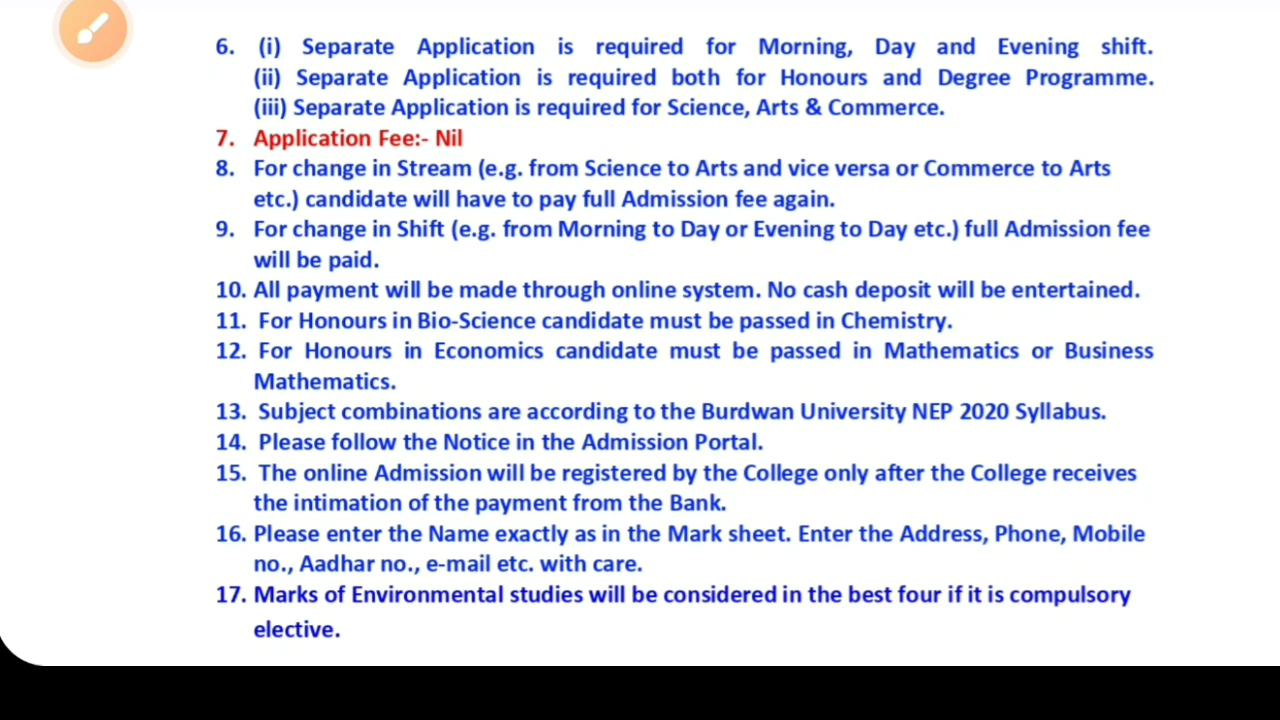 6. (i) Separate Application is required for Morning, Day and Evening shift.
(ii) Separate Application is required both for Honours and Degree Programme.
(iii) Separate Application is required for Science, Arts & Commerce.
7. Application Fee:- Nil
8. For change in Stream (e.g. from Science to Arts and vice versa or Commerce to Arts
etc.) candidate will have to pay full Admission fee again.
9. For change in Shift (e.g. from Morning to Day or Evening to Day etc.) full Admission fee
will be paid.
10. All payment will be made through online system. No cash deposit will be entertained.
11. For Honours in Bio-Science candidate must be passed in Chemistry.
12. For Honours in Economics candidate must be passed in Mathematics or Business
Mathematics.
13. Subject combinations are according to the Burdwan University NEP 2020 Syllabus.
14. Please follow the Notice in the Admission Portal.
15. The online Admission will be registered by the College only after the College receives
the intimation of the payment from the Bank.
16. Please enter the Name exactly as in the Mark sheet. Enter the Address, Phone, Mobile
no., Aadhar no., e-mail etc. with care.
17. Marks of Environmental studies will be considered in the best four if it is compulsory
elective.